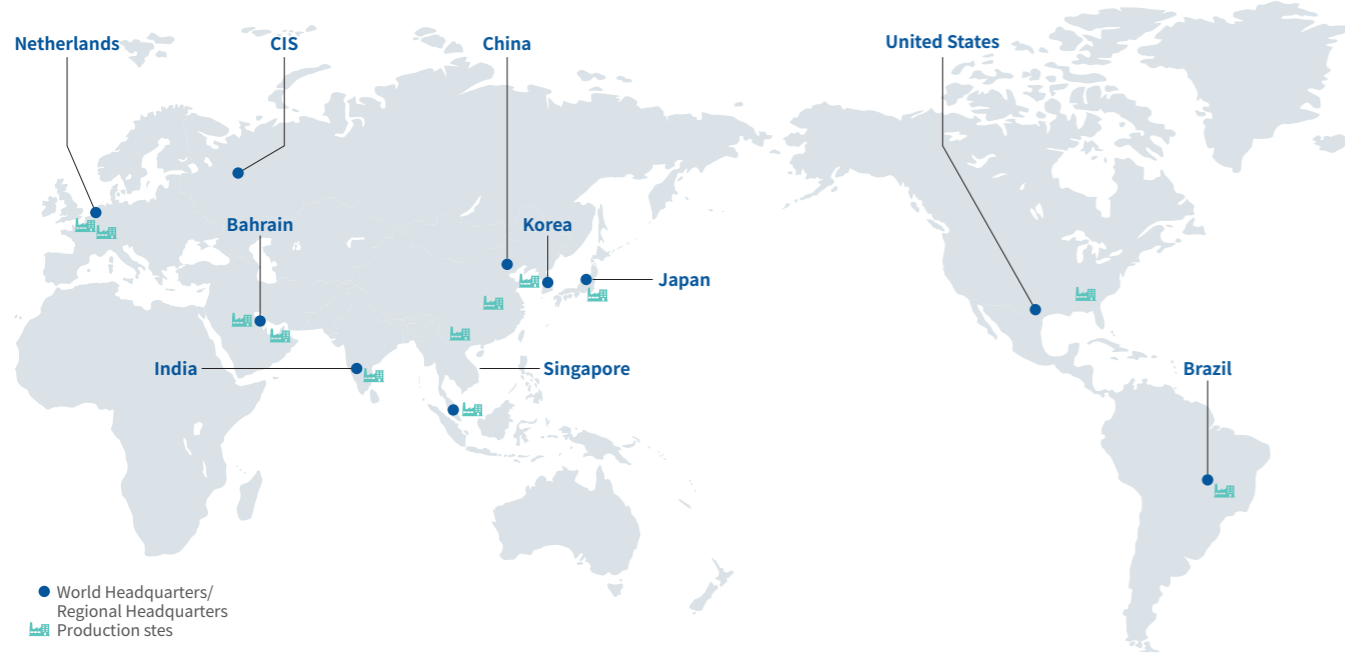 Netherlands
CIS
China
United States
Bahrain
Korea
Japan
India
Singapore
Brazil
World Headquarters/
Regional Headquarters
Production stes